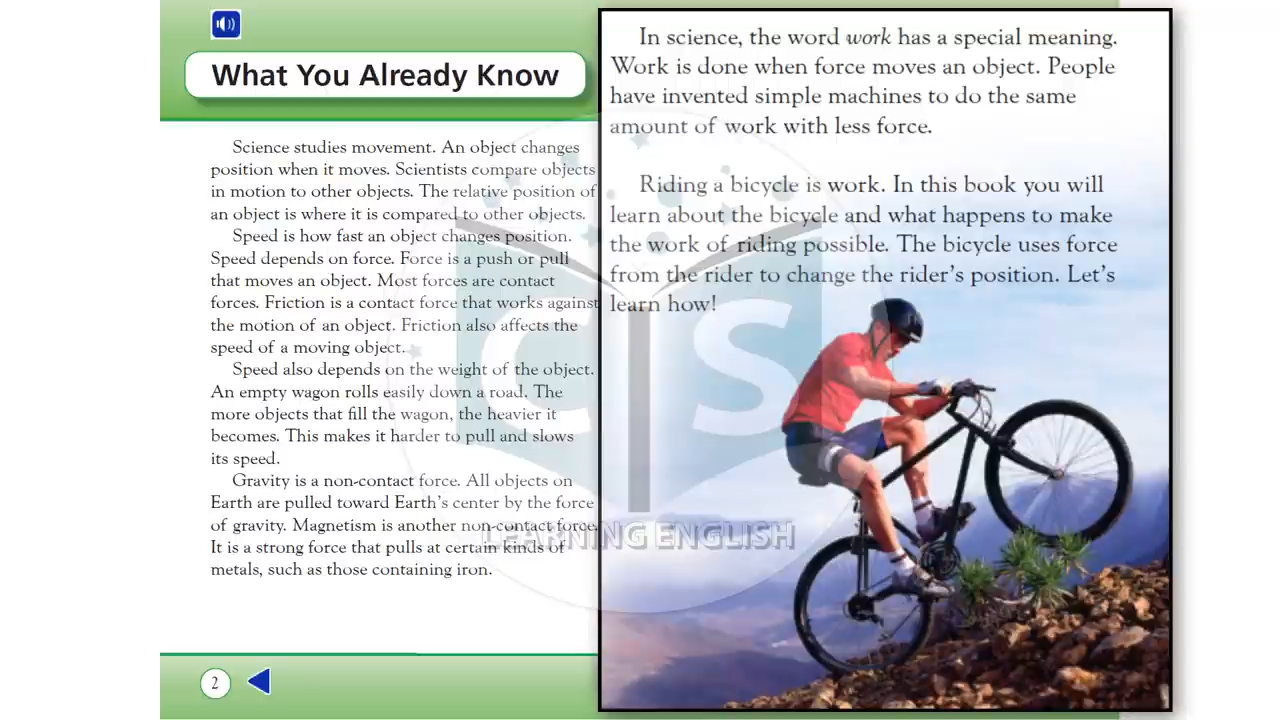 What You Already Know
Science studies movement. An object changes
position when it moves. Scientists compare objects
in motion to other objects. The relative position of
an object is where it is compared to other objects.
Speed is how fast an object changes position.
Speed depends on force. Force is a push or pull
that moves an object. Most forces are contact
forces. Friction is a contact force that works against
the motion of an object. Friction also affects the
speed of a moving object.
Speed also depends on the weight of the object.
An empty wagon rolls easily down a road. The
more objects that fill the wagon, the heavier it
becomes. This makes it harder to pull and slows
its speed.
Gravity is a non-contact force. All objects on
Earth are pulled toward Earth's center by the force
of gravity. Magnetism is another non-contact force.
It is a strong force that pulls at certain kinds of
metals, such as those containing iron.
2
In science, the word work has a special meaning.
Work is done when force moves an object. People
have invented simple machines to do the same
amount of work with less force.
Riding a bicycle is work. In this book you will
learn about the bicycle and what happens to make
the work of riding possible. The bicycle uses force
from the rider to change the rider's position. Let's
learn how!
CIS
LEARNING ENGLISH